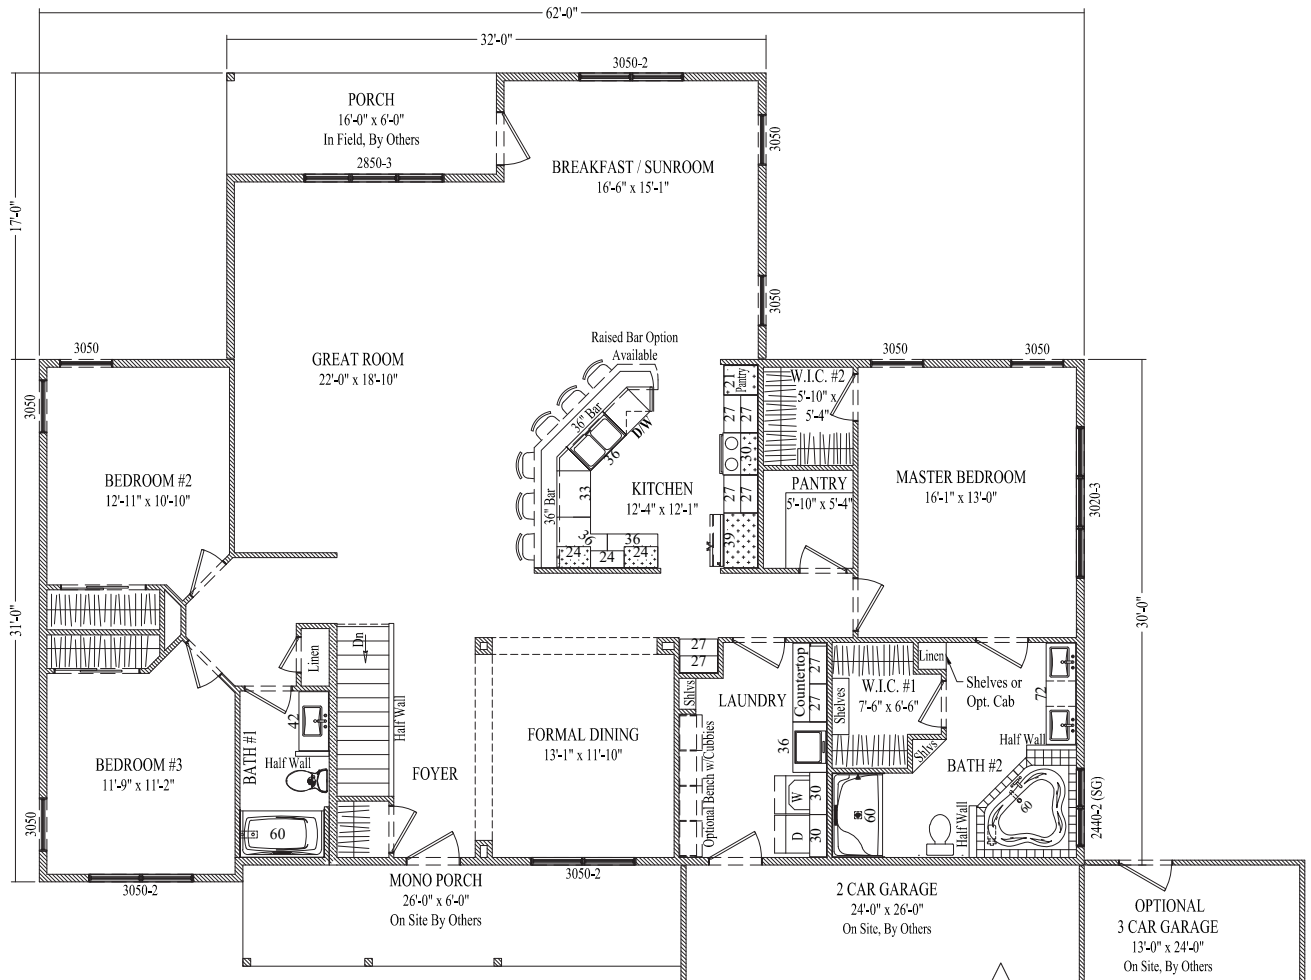 62'-0"
32'-0"
3050-2
PORCH
16'-0" x 6'-0"
In Field, By Others
2850-3
3050
BREAKFAST / SUNROOM
16'-6" x 15'-1"
17'-0"
3050
Raised Bar Option
Available
GREAT ROOM
22'-0" x 18'-10"
3050
3050
3050
3050
21
Pantry
W.I.C. #2
5'-10" x
5'-4"
27
27
36" Bar
D/W
36
30
BEDROOM #2
12'-11" x 10'-10"
KITCHEN
12'-4" x 12'-1"
33
36" Bar
27
27
PANTRY
5'-10" x 5'-4"
MASTER BEDROOM
16'-1" x 13'-0"
3020-3
36
36
24
24
24
39
31'-0"
30'-0"
Dn
Linen
27
27
Shlvs
LAUNDRY
Countertop
27
27
Linen
W.I.C. #1
7'-6" x 6'-6"
Shelves
Shelves or
Opt. Cab
72
Half Wall
42
BATH #1
Half Wall
Half Wall
FORMAL DINING
13'-1" x 11'-10"
Optional Bench w/Cubbies
36
Shlvs
BATH #2
BEDROOM #3
11'-9" x 11'-2"
FOYER
W
30
D
30
60
60
Half Wall
2440-2 (SG)
3050
60
3050-2
3050-2
MONO PORCH
26'-0" x 6'-0"
On Site By Others
2 CAR GARAGE
24'-0" x 26'-0"
On Site, By Others
OPTIONAL
3 CAR GARAGE
13'-0" x 24'-0"
On Site, By Others